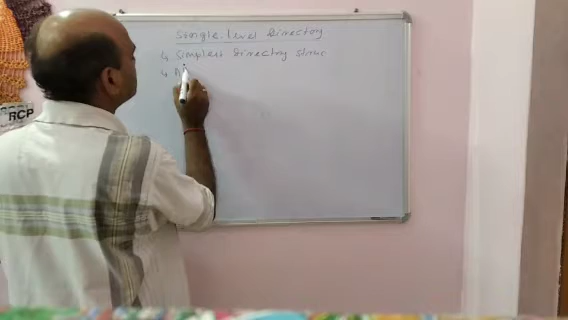 Single-level Directory
↳ Simplest Directory struc
↳ A
RCP